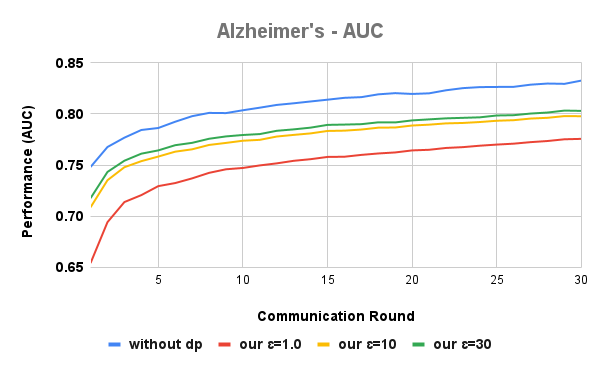 Alzheimer's - AUC
Performance (AUC)
0.85
0.80
0.75
0.70
0.65
5 10 15 20 25 30
Communication Round
without dp our ε=1.0 our ε=10 our ε=30